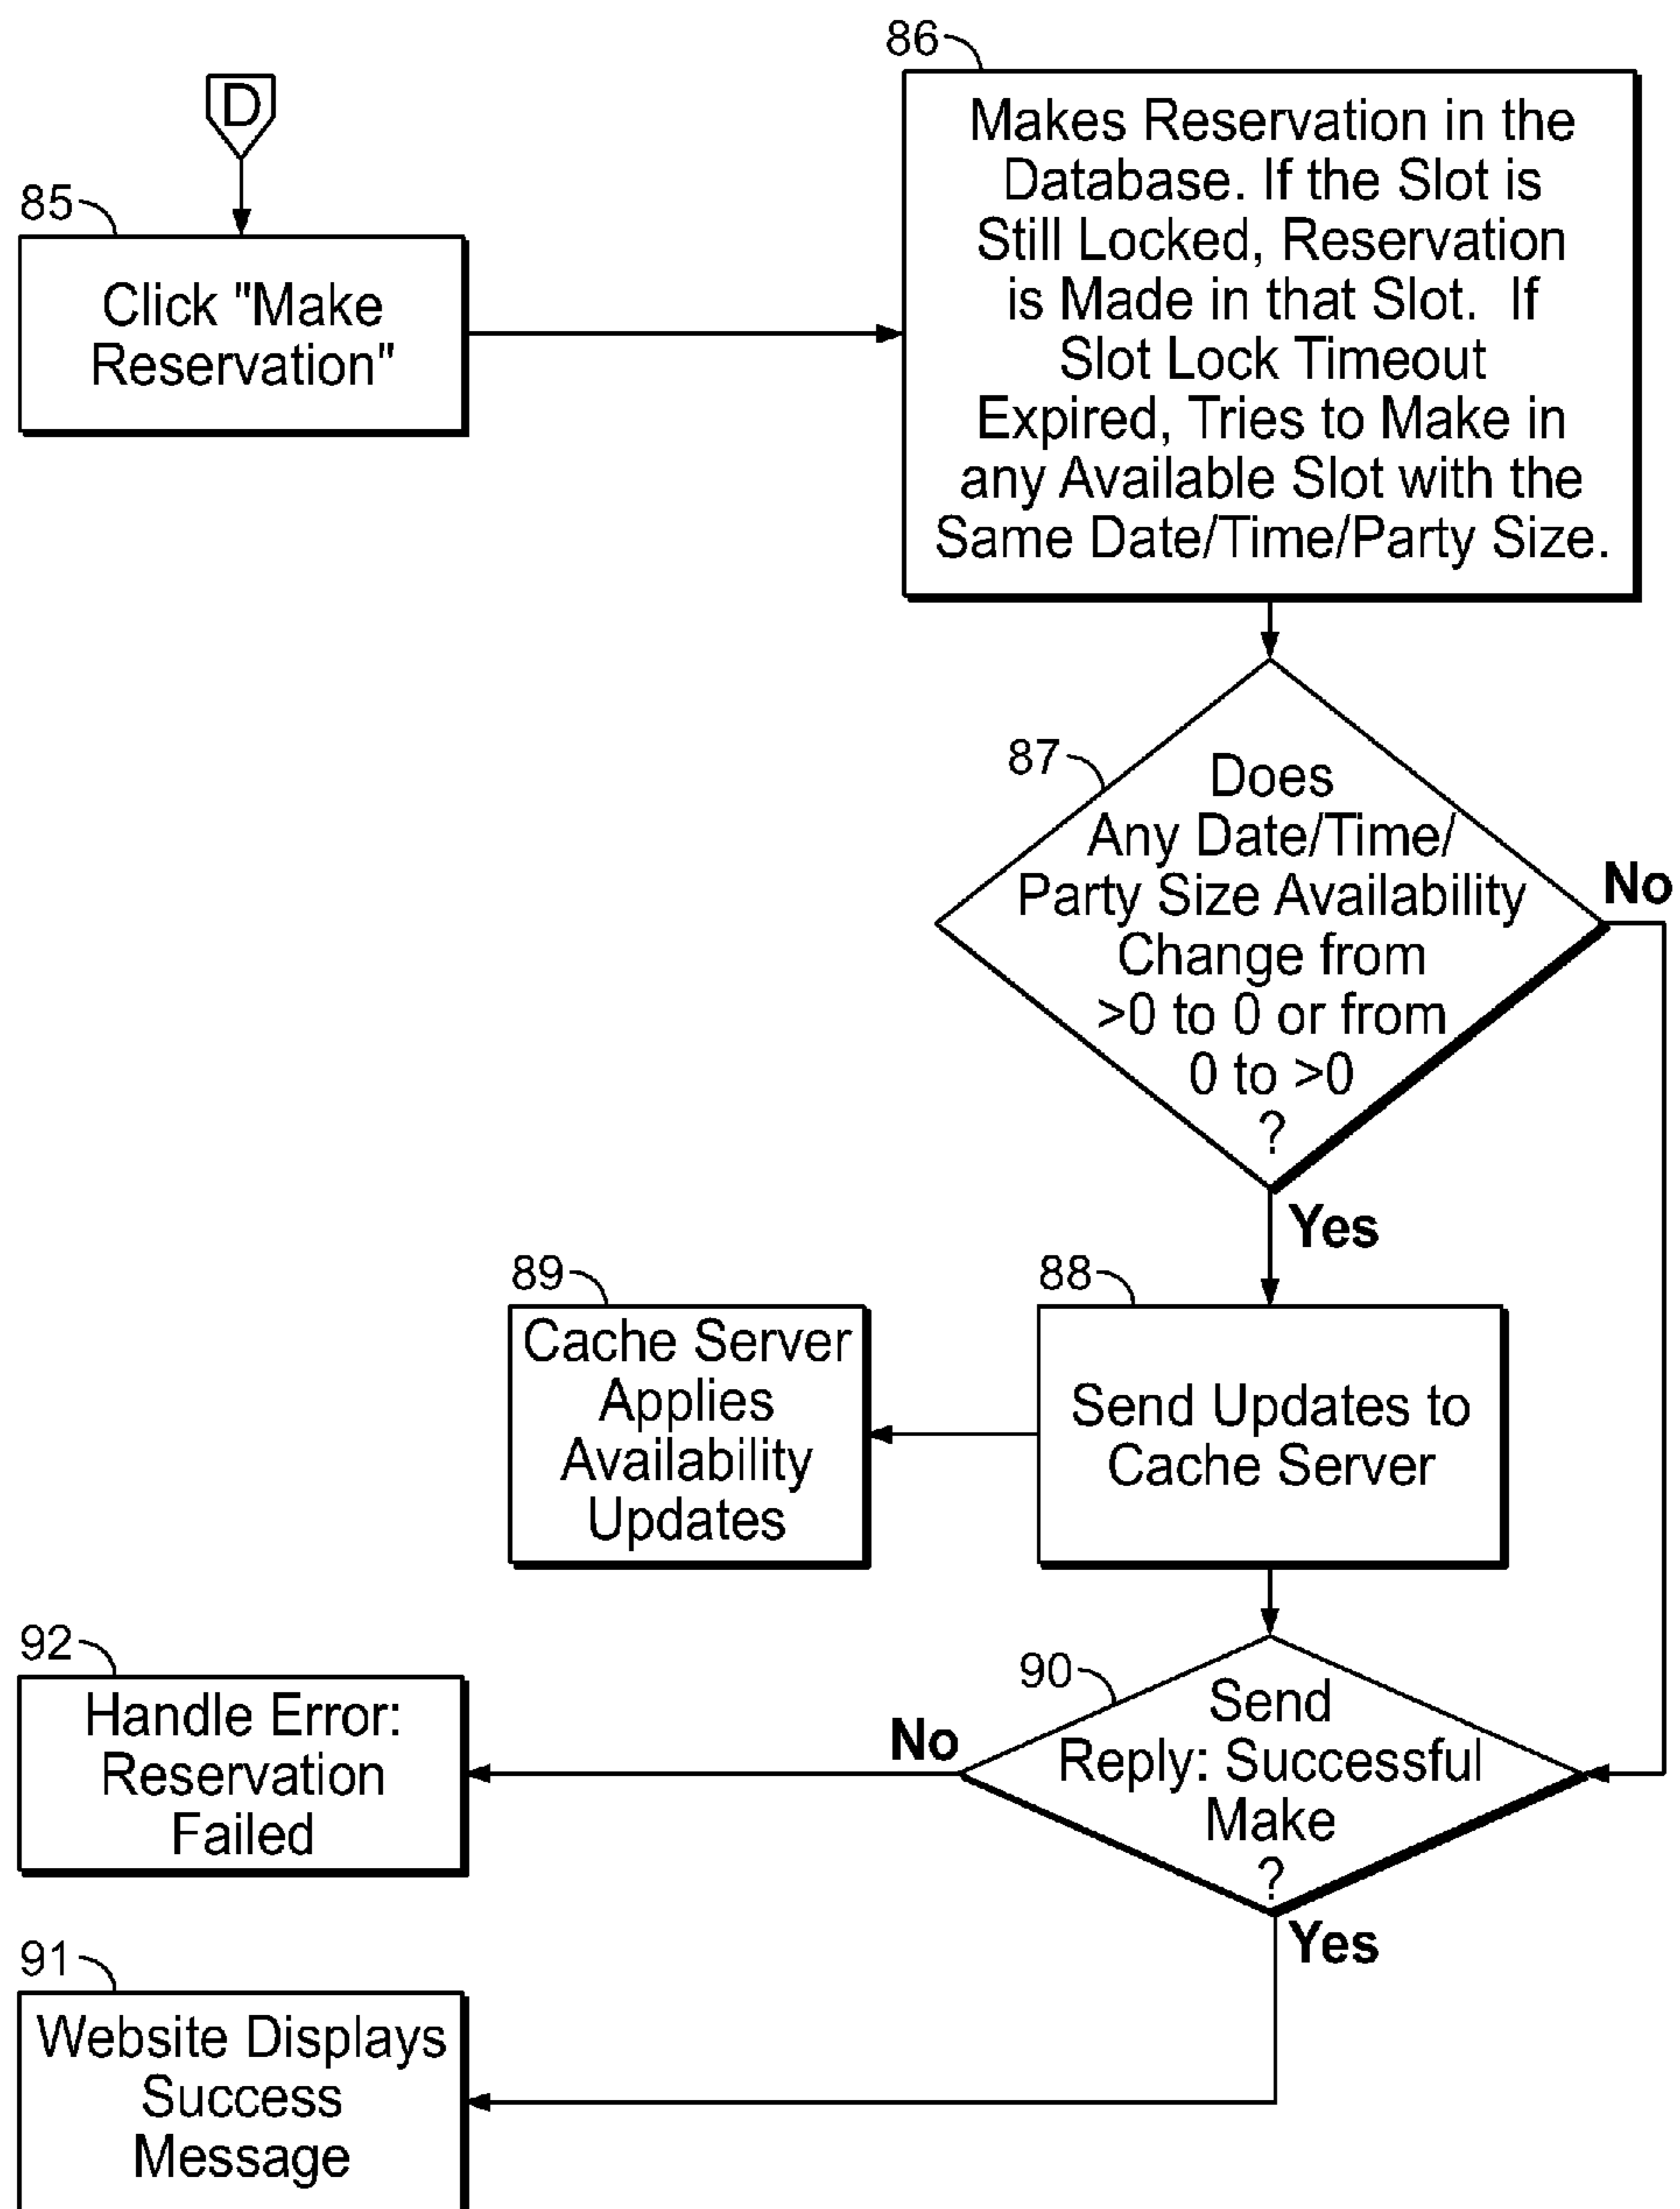 D
85
Click "Make
Reservation"
86
Makes Reservation in the
Database. If the Slot is
Still Locked, Reservation
is Made in that Slot.  If
Slot Lock Timeout
Expired, Tries to Make in
any Available Slot with the
Same Date/Time/Party Size.
87
Does
Any Date/Time/
Party Size Availability
Change from
>0 to 0 or from
0 to >0
?
No
Yes
88
Send Updates to
Cache Server
89
Cache Server
Applies
Availability
Updates
90
Send
Reply: Successful
Make
?
No
Yes
92
Handle Error:
Reservation
Failed
91
Website Displays
Success
Message